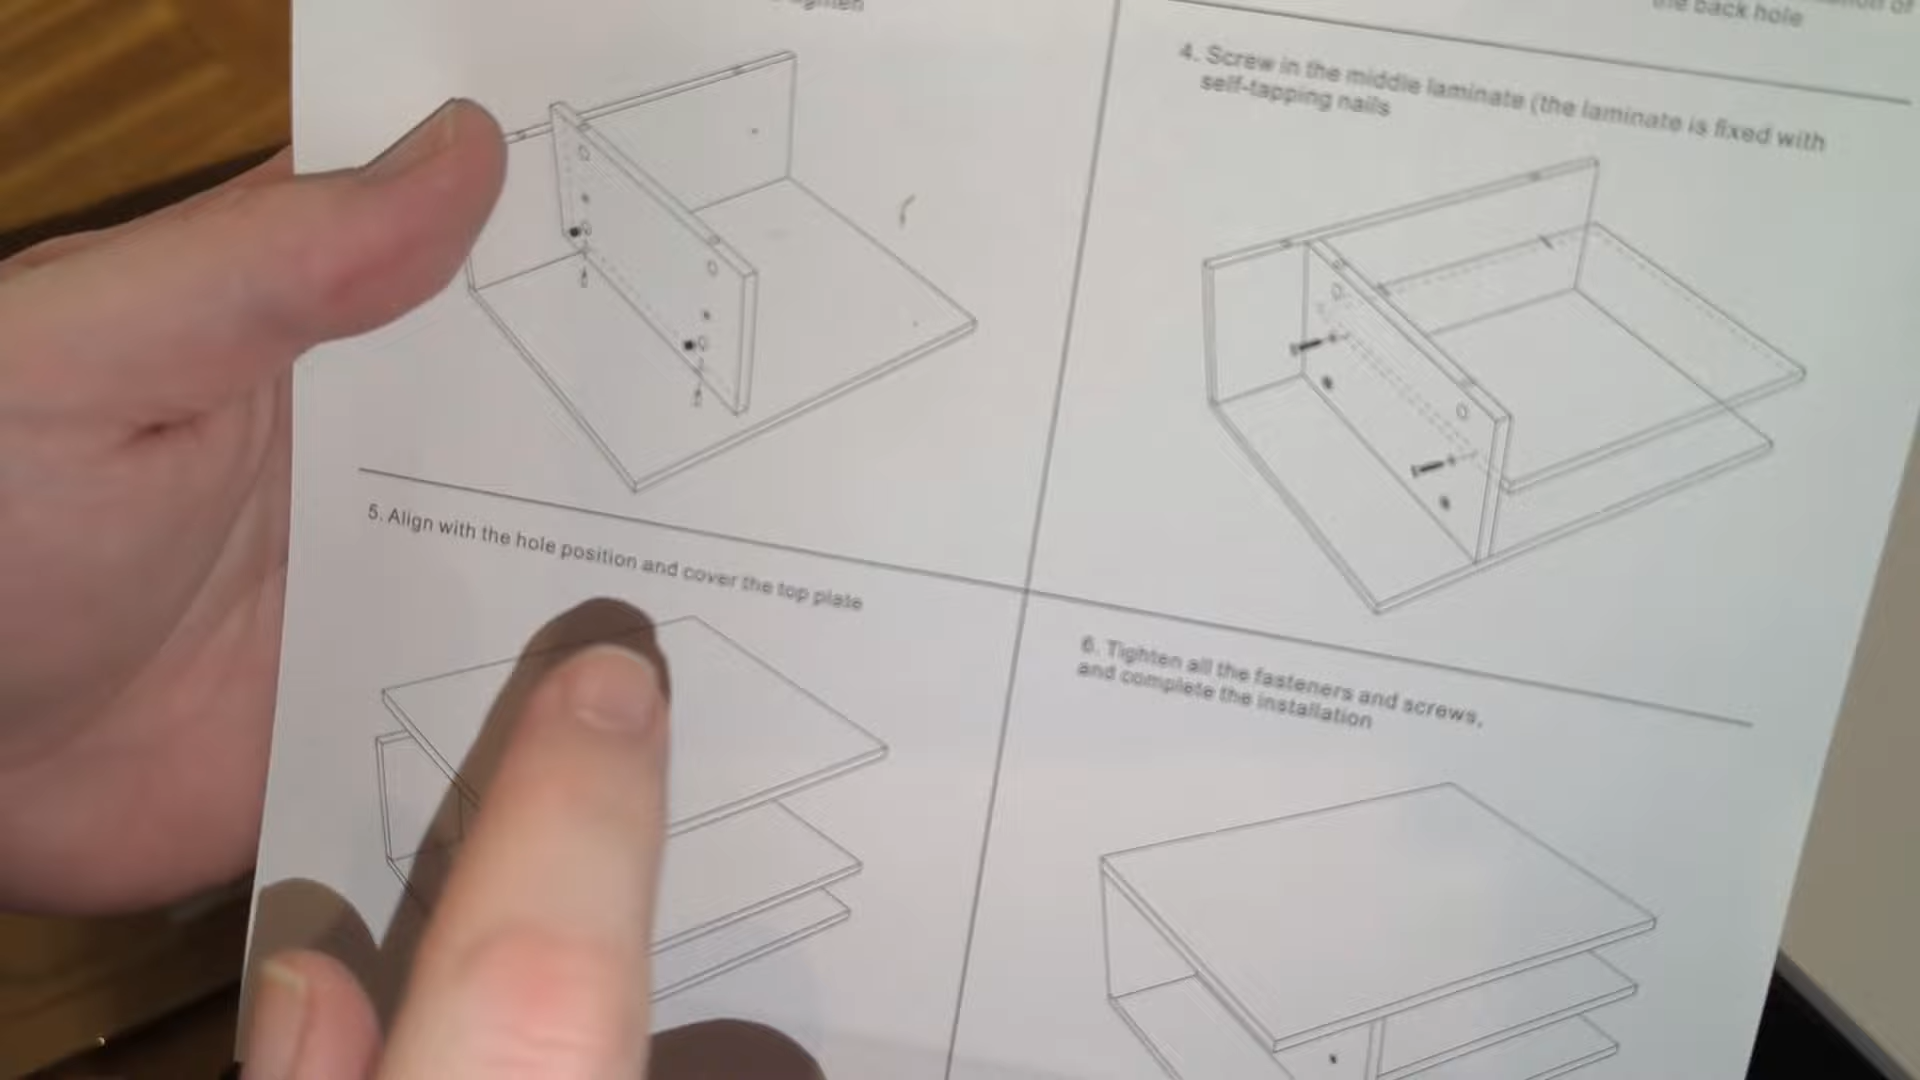 the back hole
4. Screw in the middle laminate (the laminate is fixed with
self-tapping nails
5. Align with the hole position and cover the top plate
6. Tighten all the fasteners and screws,
and complete the installation